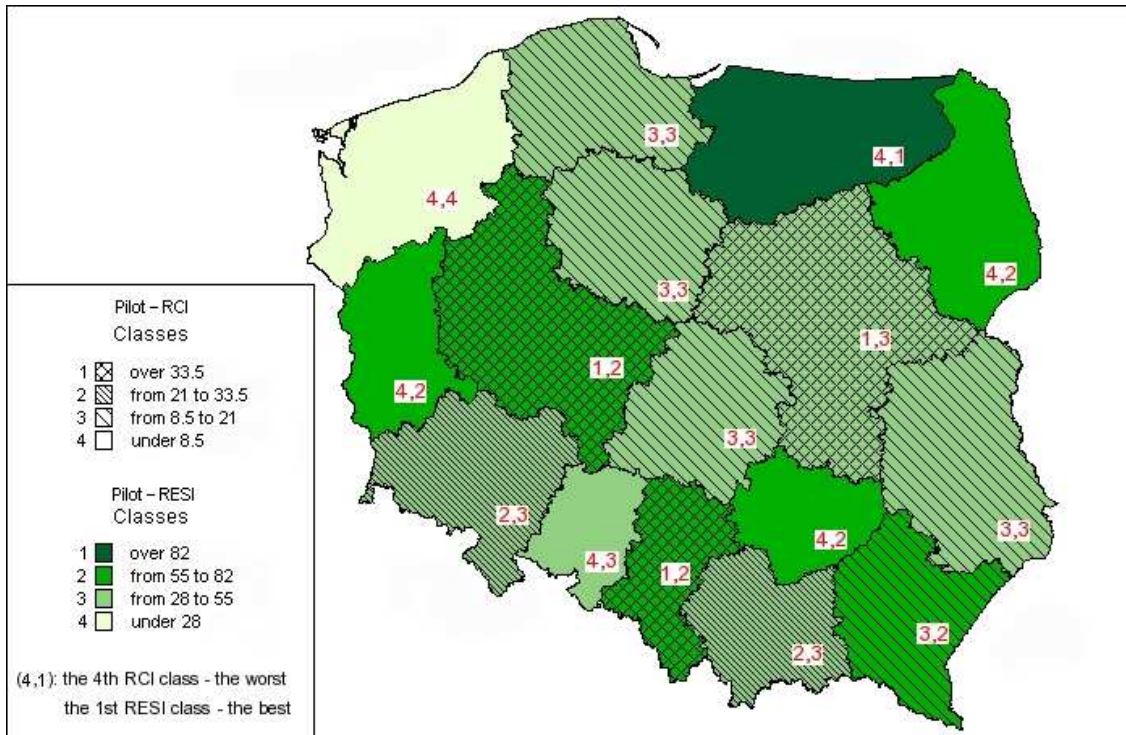 3,3
4,1
4,4
4,2
3,3
1,3
1,2
4,2
3,3
2,3
3,3
4,2
4,3
1,2
3,2
2,3
Pilot – RCI
Classes
1 over 33.5
2 from 21 to 33.5
3 from 8.5 to 21
4 under 8.5
Pilot – RESI
Classes
1 over 82
2 from 55 to 82
3 from 28 to 55
4 under 28
(4,1): the 4th RCI class - the worst
the 1st RESI class - the best